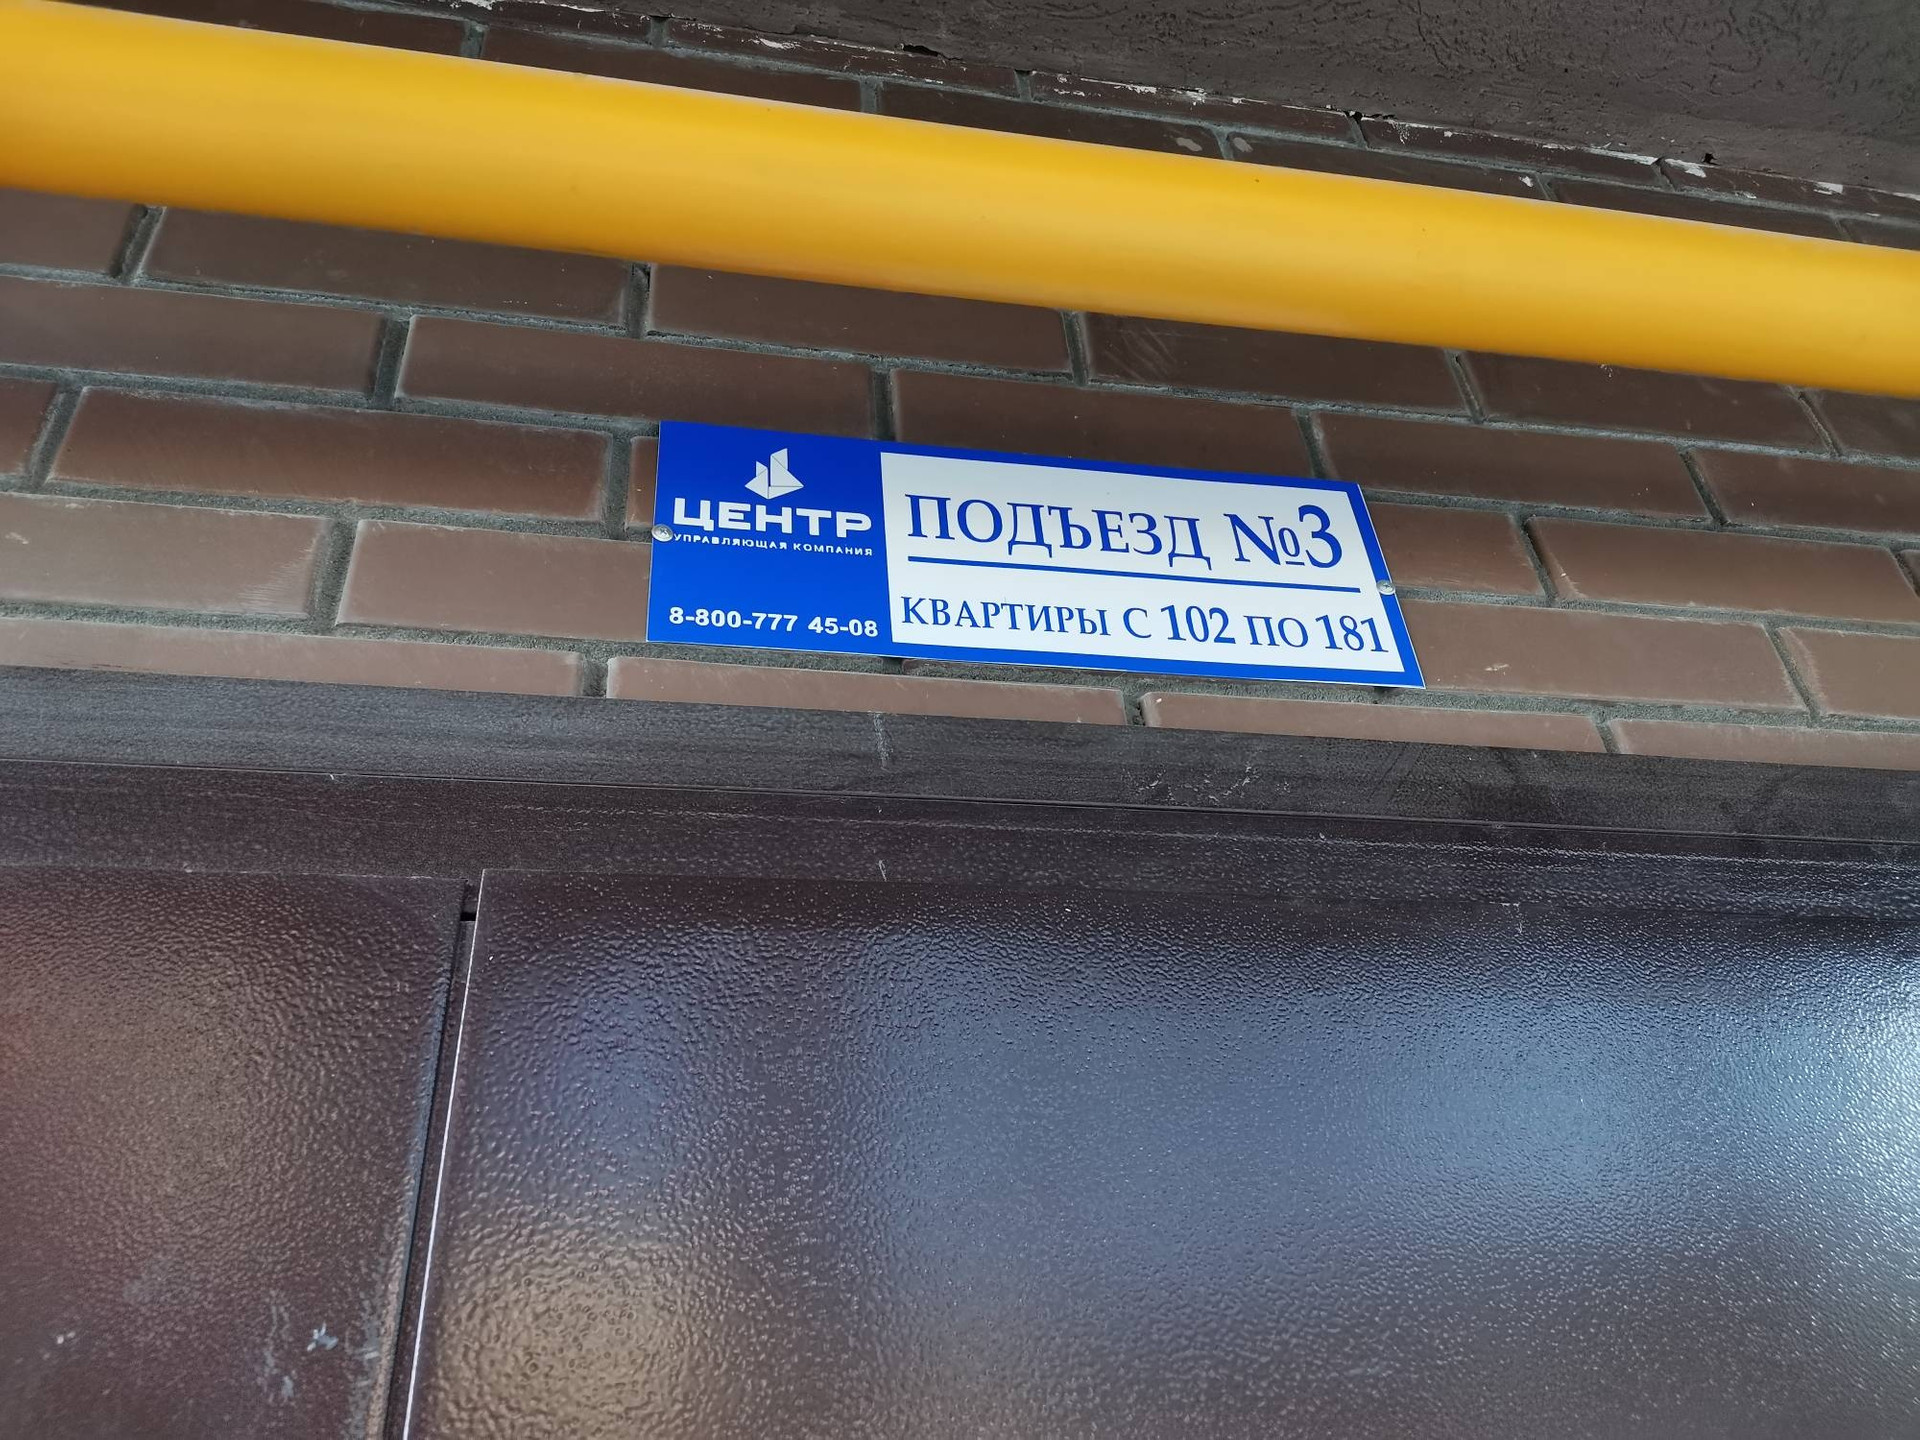 ЦЕНТР
УПРАВЛЯЮЩАЯ КОМПАНИЯ
8-800-777 45-08
ПОДЪЕЗД №3
КВАРТИРЫ С 102 ПО 181